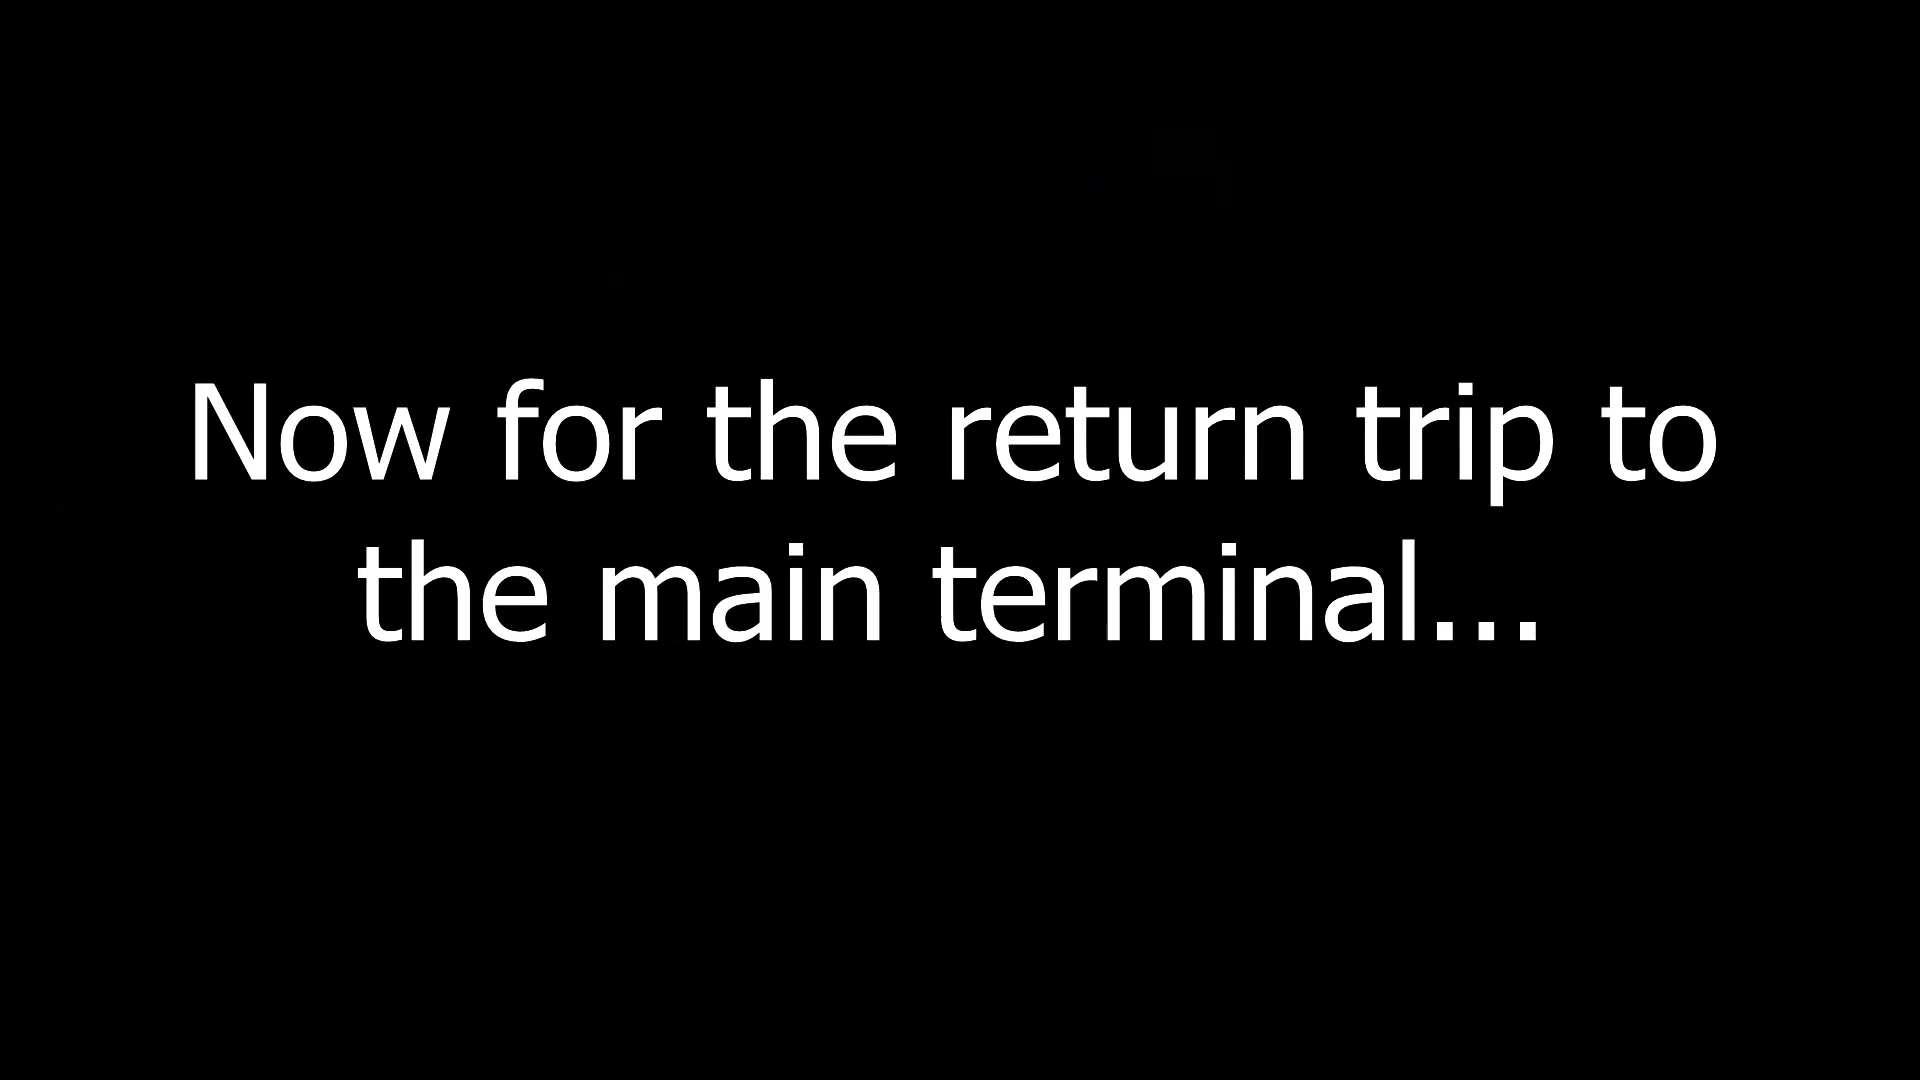 Now for the return trip to
the main terminal...